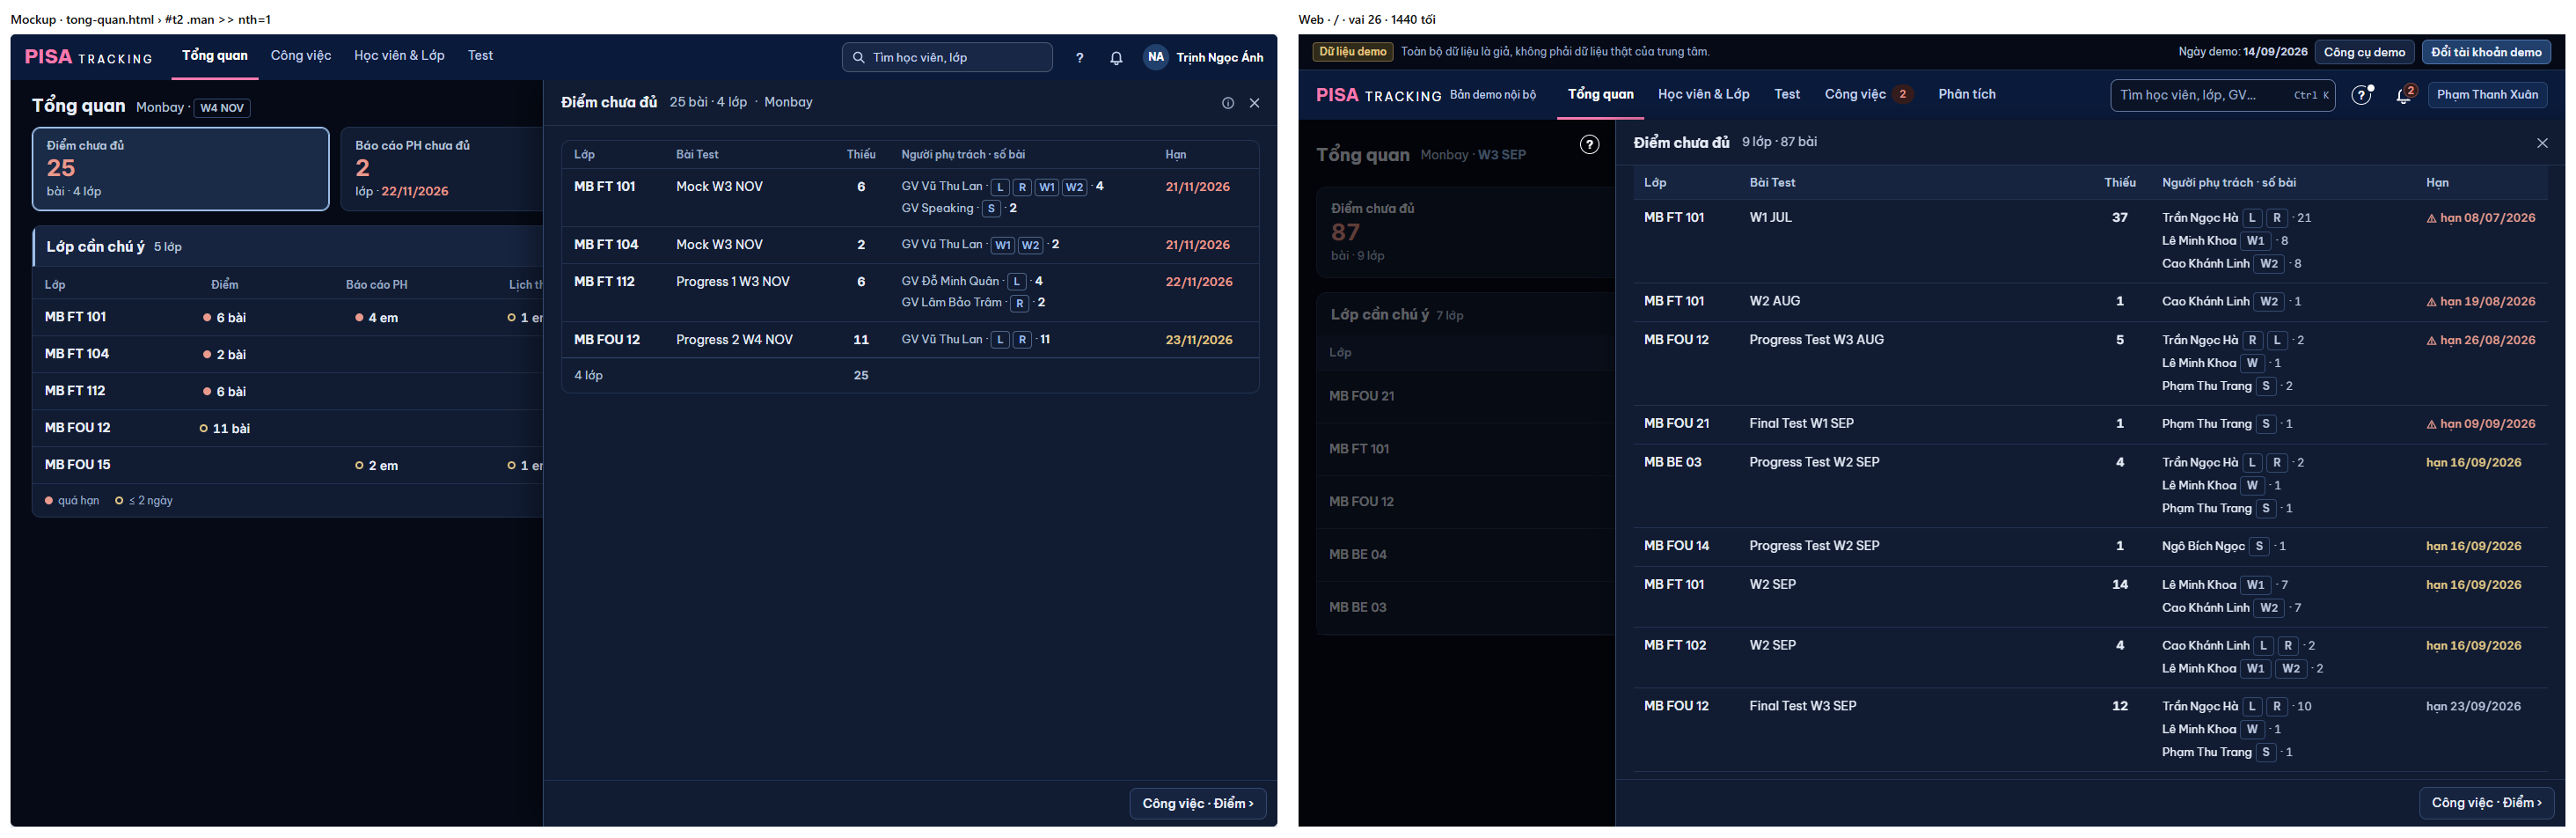 Mockup · tong-quan.html › #t2 .man >> nth=1
PISA TRACKING Tổng quan Công việc Học viên & Lớp Test Tìm học viên, lớp ? NA Trịnh Ngọc Ánh
Tổng quan Monbay · W4 NOV
Điểm chưa đủ
25
bài · 4 lớp
Báo cáo PH chưa đủ
2
lớp · 22/11/2026
Lớp cần chú ý 5 lớp
Lớp Điểm Báo cáo PH Lịch th
MB FT 101 6 bài 4 em 1 er
MB FT 104 2 bài
MB FT 112 6 bài
MB FOU 12 11 bài
MB FOU 15 2 em 1 er
quá hạn ≤ 2 ngày
Điểm chưa đủ 25 bài · 4 lớp · Monbay
Lớp Bài Test Thiếu Người phụ trách · số bài Hạn
MB FT 101 Mock W3 NOV 6 GV Vũ Thu Lan · L R W1 W2 · 4 21/11/2026
GV Speaking · S · 2
MB FT 104 Mock W3 NOV 2 GV Vũ Thu Lan · W1 W2 · 2 21/11/2026
MB FT 112 Progress 1 W3 NOV 6 GV Đỗ Minh Quân · L · 4 22/11/2026
GV Lâm Bảo Trâm · R · 2
MB FOU 12 Progress 2 W4 NOV 11 GV Vũ Thu Lan · L R · 11 23/11/2026
4 lớp 25
Công việc · Điểm ›
Web · / · vai 26 · 1440 tối
Dữ liệu demo Toàn bộ dữ liệu là giả, không phải dữ liệu thật của trung tâm. Ngày demo: 14/09/2026 Công cụ demo Đổi tài khoản demo
PISA TRACKING Bản demo nội bộ Tổng quan Học viên & Lớp Test Công việc 2 Phân tích Tìm học viên, lớp, GV... Ctrl K ? 2 Phạm Thanh Xuân
Tổng quan Monbay · W3 SEP ?
Điểm chưa đủ
87
bài · 9 lớp
Lớp cần chú ý 7 lớp
Lớp
MB FOU 21
MB FT 101
MB FOU 12
MB BE 04
MB BE 03
Điểm chưa đủ 9 lớp · 87 bài
Lớp Bài Test Thiếu Người phụ trách · số bài Hạn
MB FT 101 W1 JUL 37 Trần Ngọc Hà L R · 21 hạn 08/07/2026
Lê Minh Khoa W1 · 8
Cao Khánh Linh W2 · 8
MB FT 101 W2 AUG 1 Cao Khánh Linh W2 · 1 hạn 19/08/2026
MB FOU 12 Progress Test W3 AUG 5 Trần Ngọc Hà R L · 2 hạn 26/08/2026
Lê Minh Khoa W · 1
Phạm Thu Trang S · 2
MB FOU 21 Final Test W1 SEP 1 Phạm Thu Trang S · 1 hạn 09/09/2026
MB BE 03 Progress Test W2 SEP 4 Trần Ngọc Hà L R · 2 hạn 16/09/2026
Lê Minh Khoa W · 1
Phạm Thu Trang S · 1
MB FOU 14 Progress Test W2 SEP 1 Ngô Bích Ngọc S · 1 hạn 16/09/2026
MB FT 101 W2 SEP 14 Lê Minh Khoa W1 · 7 hạn 16/09/2026
Cao Khánh Linh W2 · 7
MB FT 102 W2 SEP 4 Cao Khánh Linh L R · 2 hạn 16/09/2026
Lê Minh Khoa W1 W2 · 2
MB FOU 12 Final Test W3 SEP 12 Trần Ngọc Hà L R · 10 hạn 23/09/2026
Lê Minh Khoa W · 1
Phạm Thu Trang S · 1
Công việc · Điểm ›